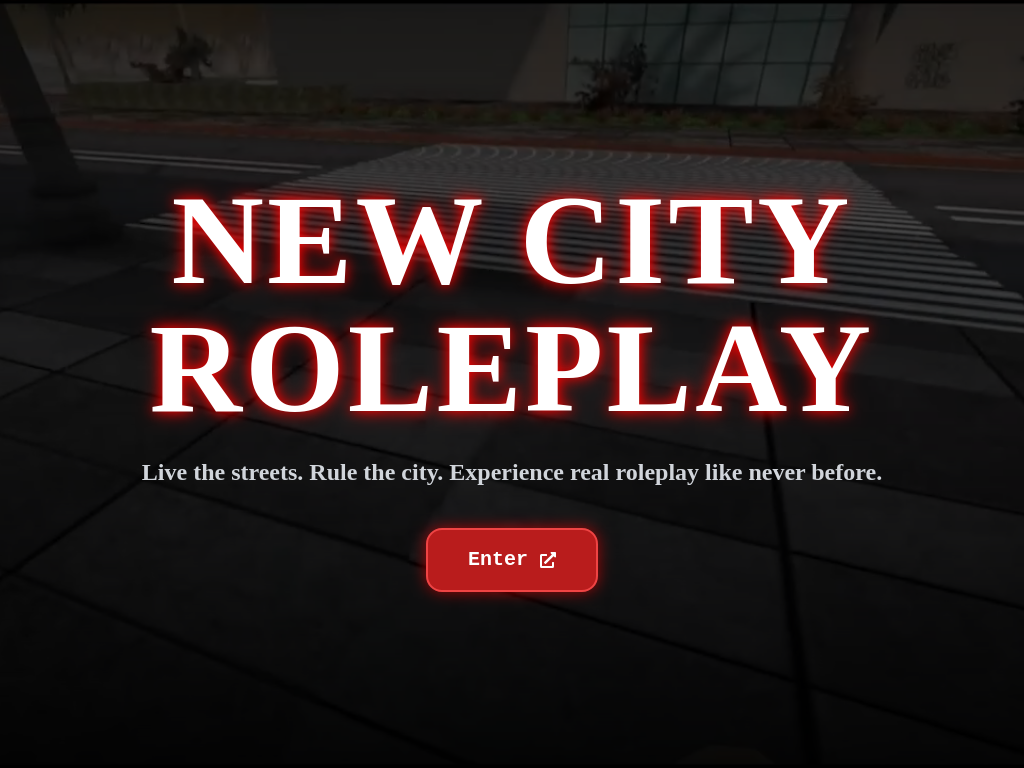 NEW CITY
ROLEPLAY
Live the streets. Rule the city. Experience real roleplay like never before.
Enter